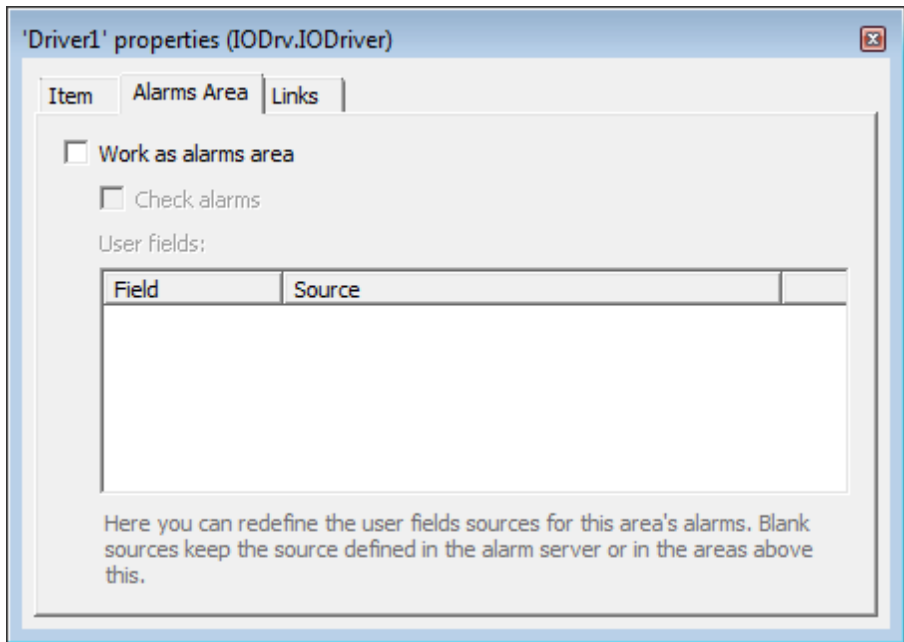 'Driver1' properties (IODrv.IODriver)
Item Alarms Area Links
Work as alarms area
Check alarms
User fields:
Field Source
Here you can redefine the user fields sources for this area's alarms. Blank
sources keep the source defined in the alarm server or in the areas above
this.